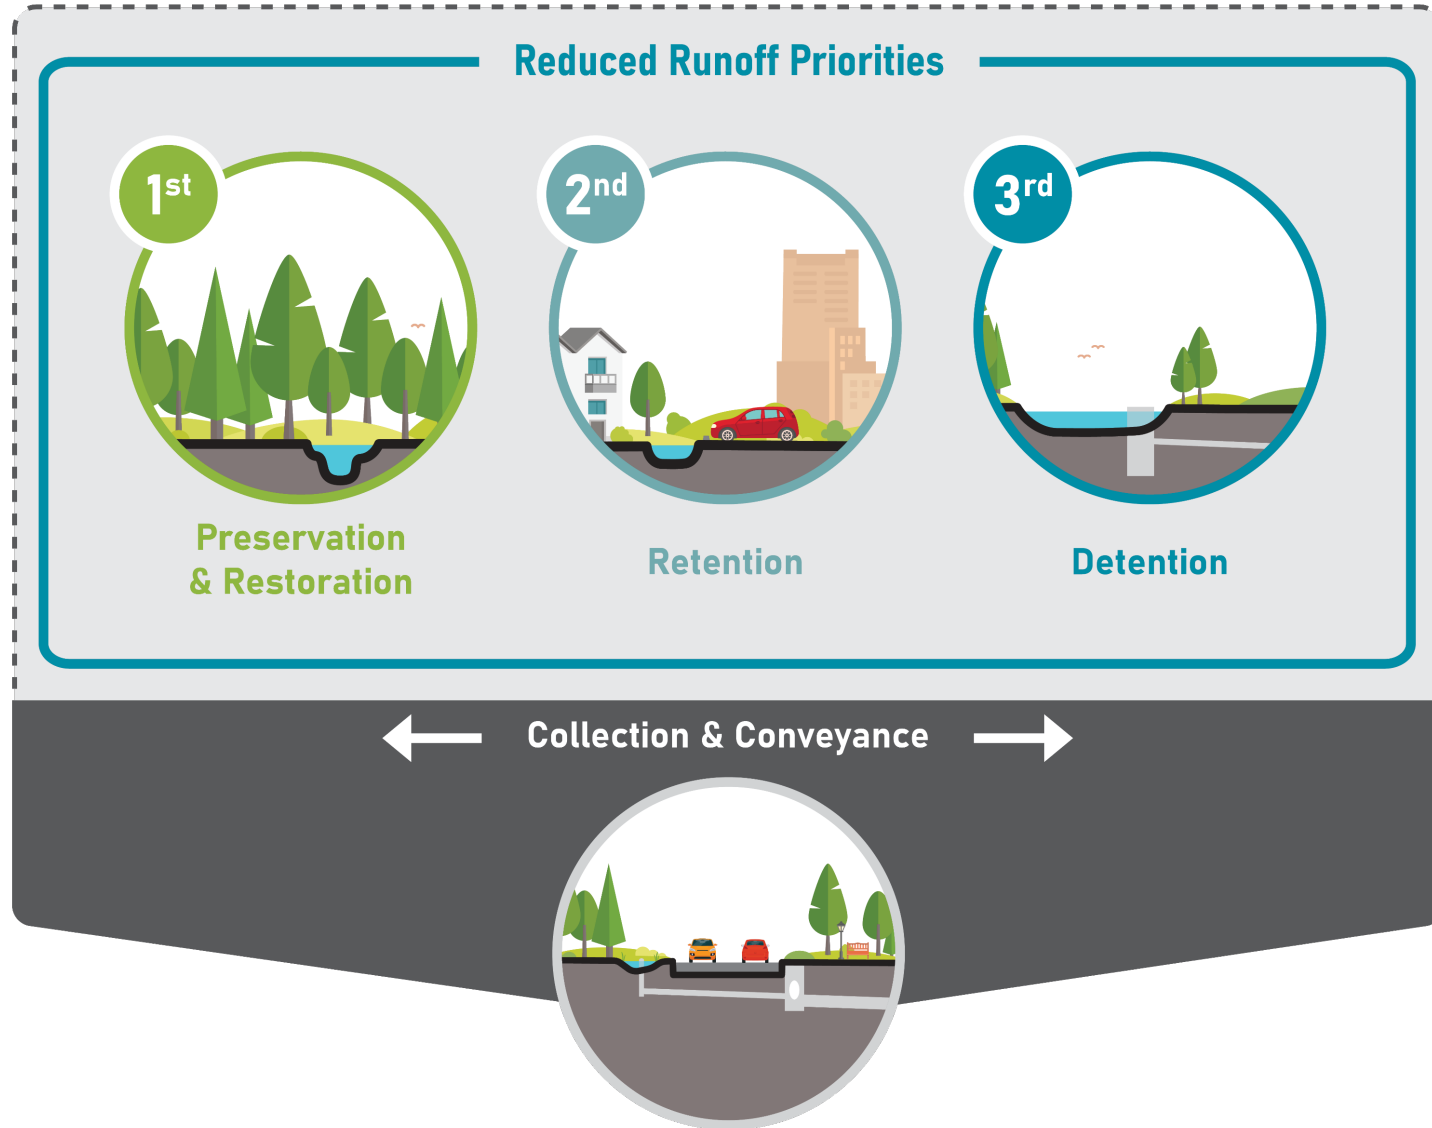 Reduced Runoff Priorities
1st
2nd
3rd
Preservation
& Restoration
Retention
Detention
Collection & Conveyance